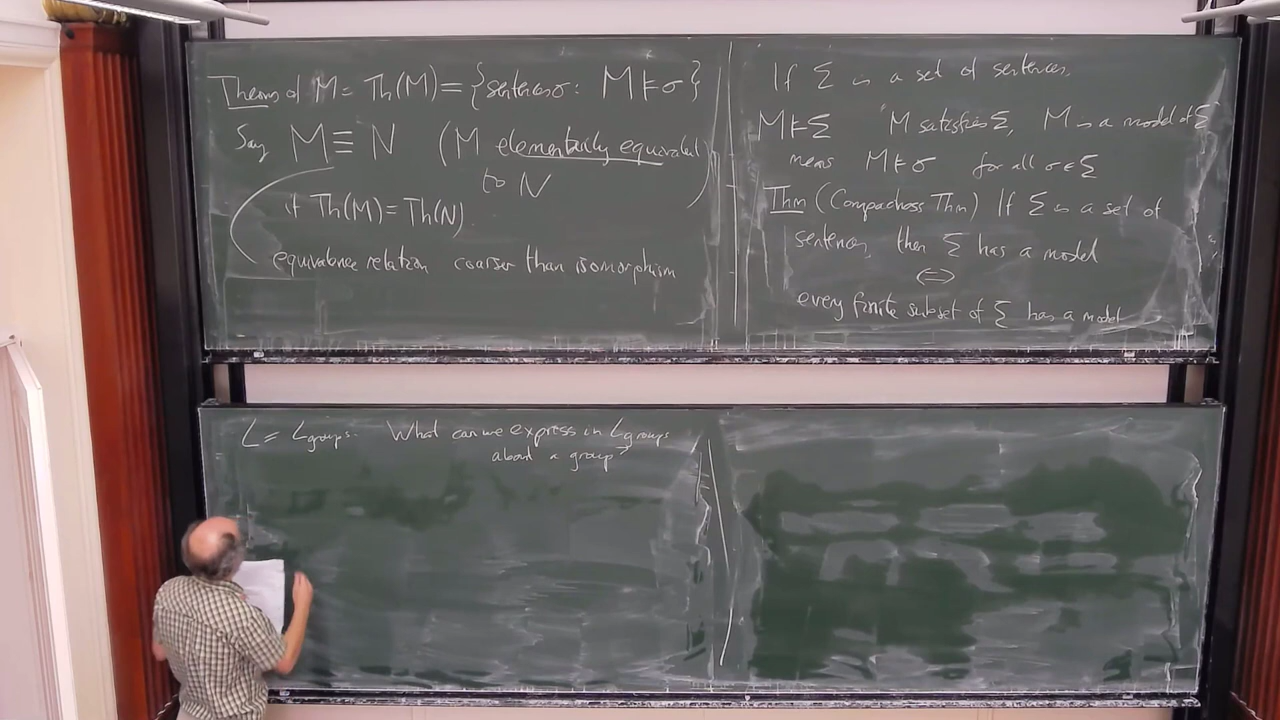 Theory of M = Th(M) = {sentences σ : M ⊨ σ}
Say M ≡ N (M elementarily equivalent
to N)
if Th(M) = Th(N)
equivalence relation coarser than isomorphism
If Σ is a set of sentences,
M ⊨ Σ "M satisfies Σ, M is a model of Σ"
means M ⊨ σ for all σ ∈ Σ
Thm (Compactness Thm) If Σ is a set of
sentences, then Σ has a model
⟺
every finite subset of Σ has a model
L = L groups. What can we express in L groups
about a group?